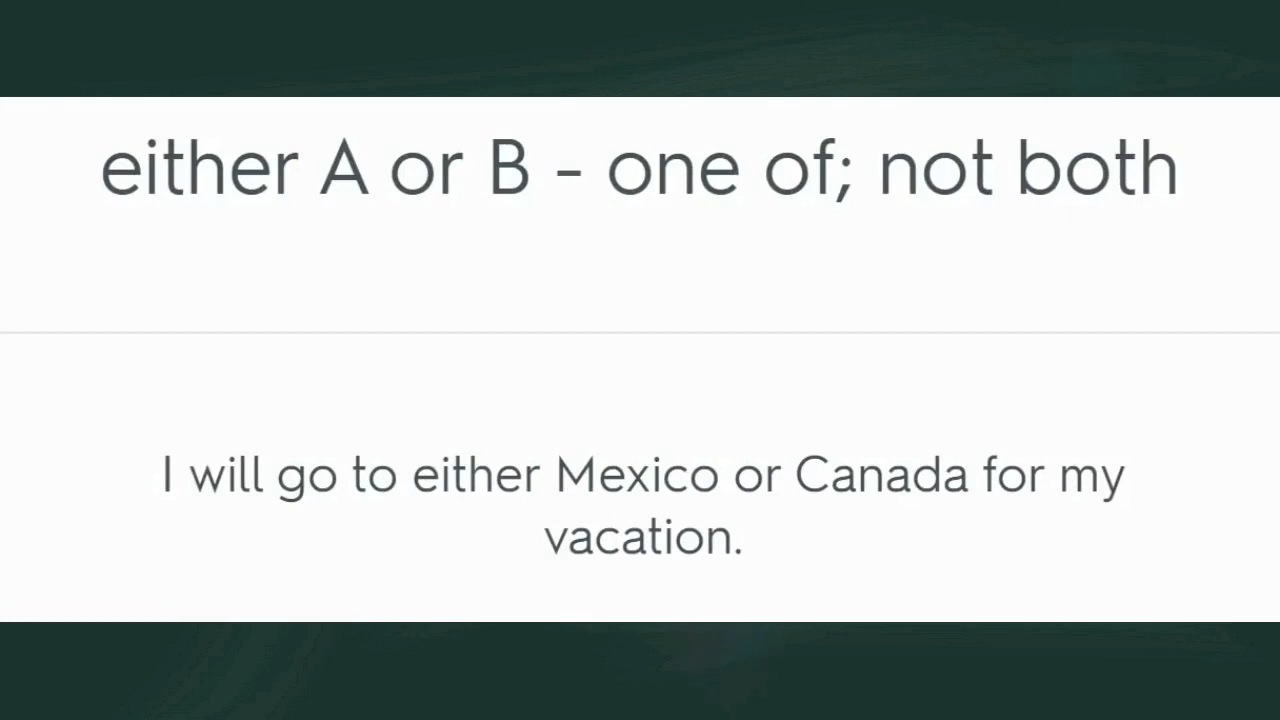 either A or B - one of; not both
I will go to either Mexico or Canada for my
vacation.